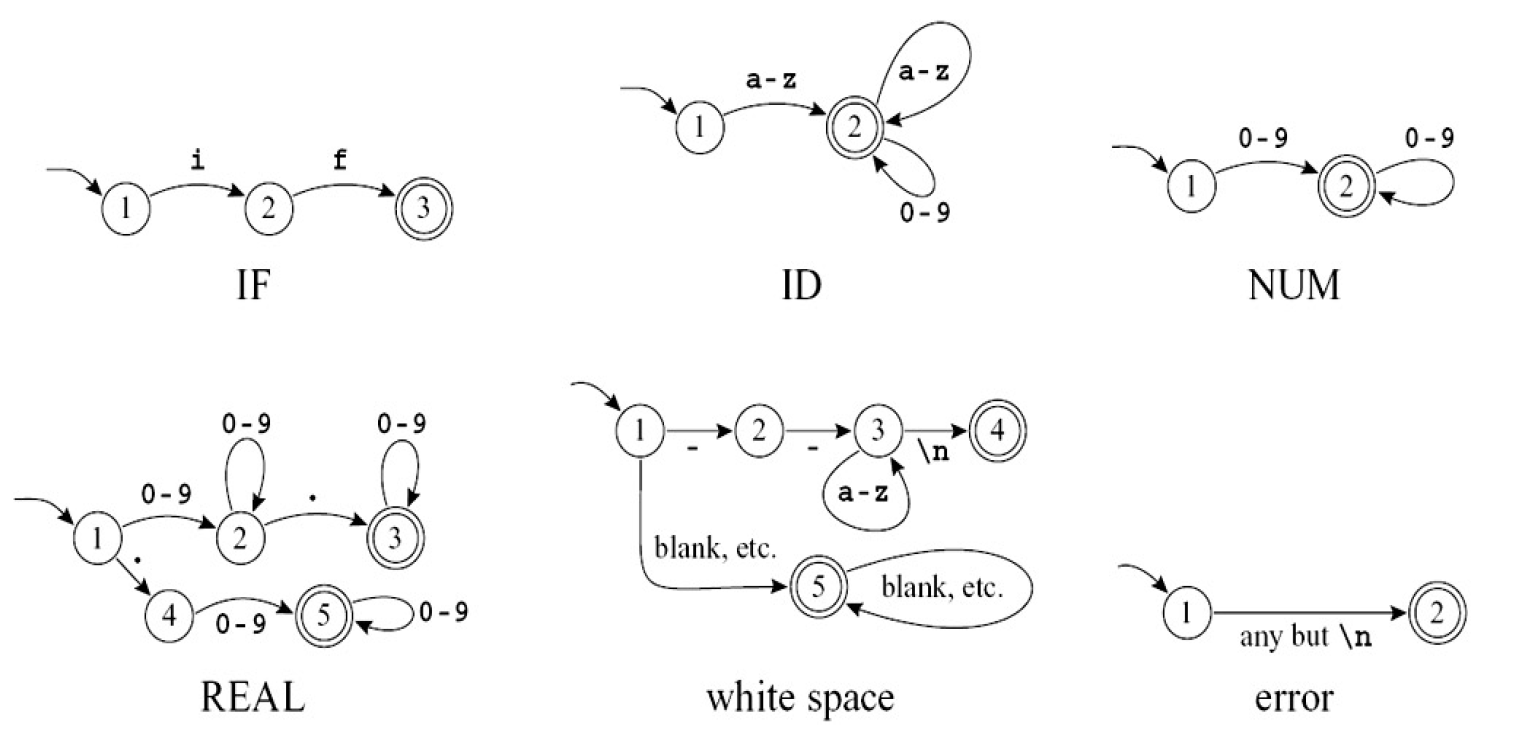 a-z
a-z
1
2
0-9
IF
i
f
1
2
3
ID
0-9
0-9
1
2
NUM
0-9
0-9
0-9
.
1
2
3
.
4
0-9
5
0-9
REAL
1
-
2
-
3
\n
4
a-z
blank, etc.
5
blank, etc.
white space
1
any but \n
2
error